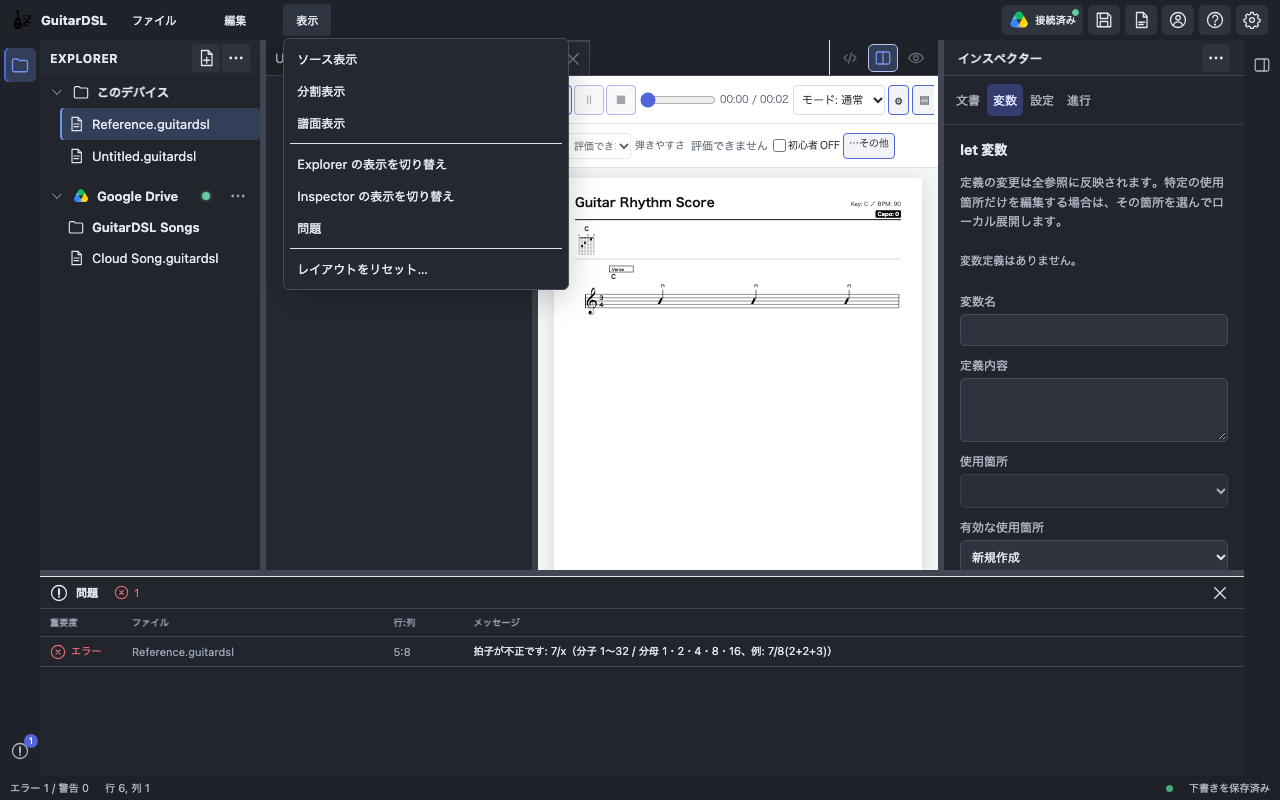 GuitarDSL
ファイル
編集
表示
接続済み
EXPLORER
このデバイス
Reference.guitardsl
Untitled.guitardsl
Google Drive
GuitarDSL Songs
Cloud Song.guitardsl
ソース表示
分割表示
譜面表示
Explorer の表示を切り替え
Inspector の表示を切り替え
問題
レイアウトをリセット...
00:00 / 00:02
モード: 通常
弾きやすさ
評価できません
初心者 OFF
…その他
Guitar Rhythm Score
Key: C ／ BPM: 90
Capo: 0
C
Verse
C
3
4
インスペクター
文書
変数
設定
進行
let 変数
定義の変更は全参照に反映されます。特定の使用
箇所だけを編集する場合は、その箇所を選んでロ
ーカル展開します。
変数定義はありません。
変数名
定義内容
使用箇所
有効な使用箇所
新規作成
問題
1
重要度
ファイル
行:列
メッセージ
エラー
Reference.guitardsl
5:8
拍子が不正です: 7/x（分子 1〜32 / 分母 1・2・4・8・16、例: 7/8(2+2+3)）
1
エラー 1 / 警告 0
行 6, 列 1
下書きを保存済み